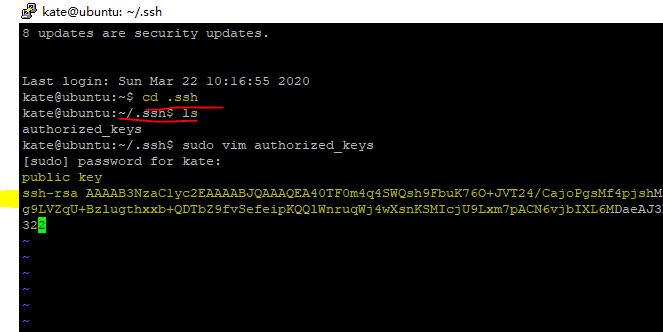 kate@ubuntu: ~/.ssh
8 updates are security updates.
Last login: Sun Mar 22 10:16:55 2020
kate@ubuntu:~$ cd .ssh
kate@ubuntu:~/.ssh$ ls
authorized_keys
kate@ubuntu:~/.ssh$ sudo vim authorized_keys
[sudo] password for kate:
public key
ssh-rsa AAAAB3NzaC1yc2EAAAABJQAAAQEA40TF0m4q4SWQsh9FbuK76O+JVT24/CajoPgsMf4pjshM
g9LVZqU+Bzlugthxxb+QDTbZ9fvSefeipKQQlWnruqWj4wXsnKSMIcjU9Lxm7pACN6vjbIXL6MDaeAJ3
322
~
~
~
~
~